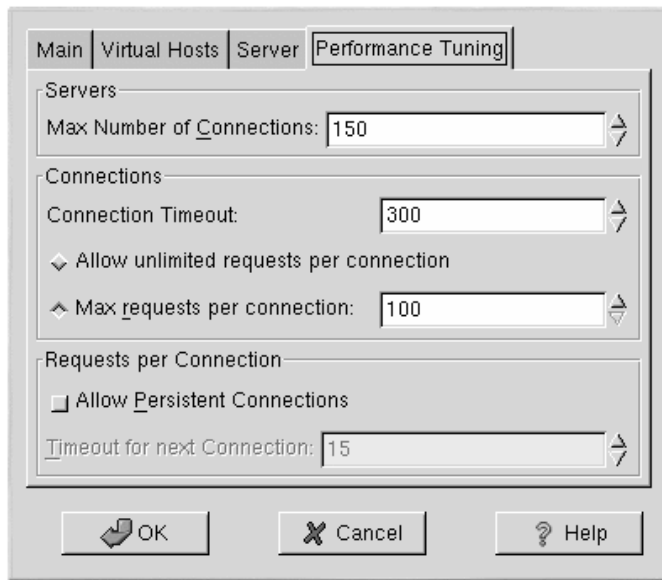 Main Virtual Hosts Server Performance Tuning
Servers
Max Number of Connections: 150
Connections
Connection Timeout: 300
Allow unlimited requests per connection
Max requests per connection: 100
Requests per Connection
Allow Persistent Connections
Timeout for next Connection: 15
OK Cancel Help